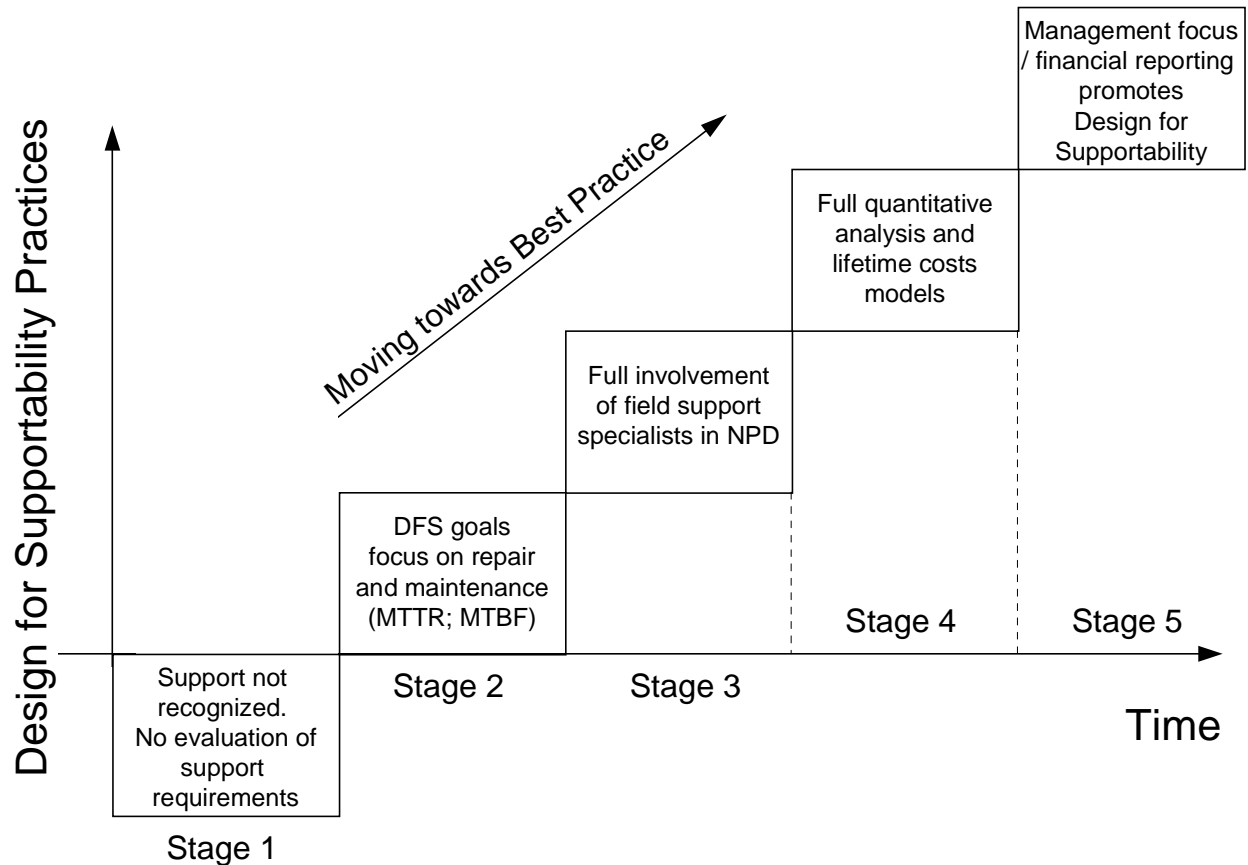 Management focus
/ financial reporting
promotes
Design for
Supportability
Design for Supportability Practices
Moving towards Best Practice
Full quantitative
analysis and
lifetime costs
models
Full involvement
of field support
specialists in NPD
DFS goals
focus on repair
and maintenance
(MTTR; MTBF)
Stage 4
Stage 5
Support not
recognized.
No evaluation of
support
requirements
Stage 2
Stage 3
Time
Stage 1